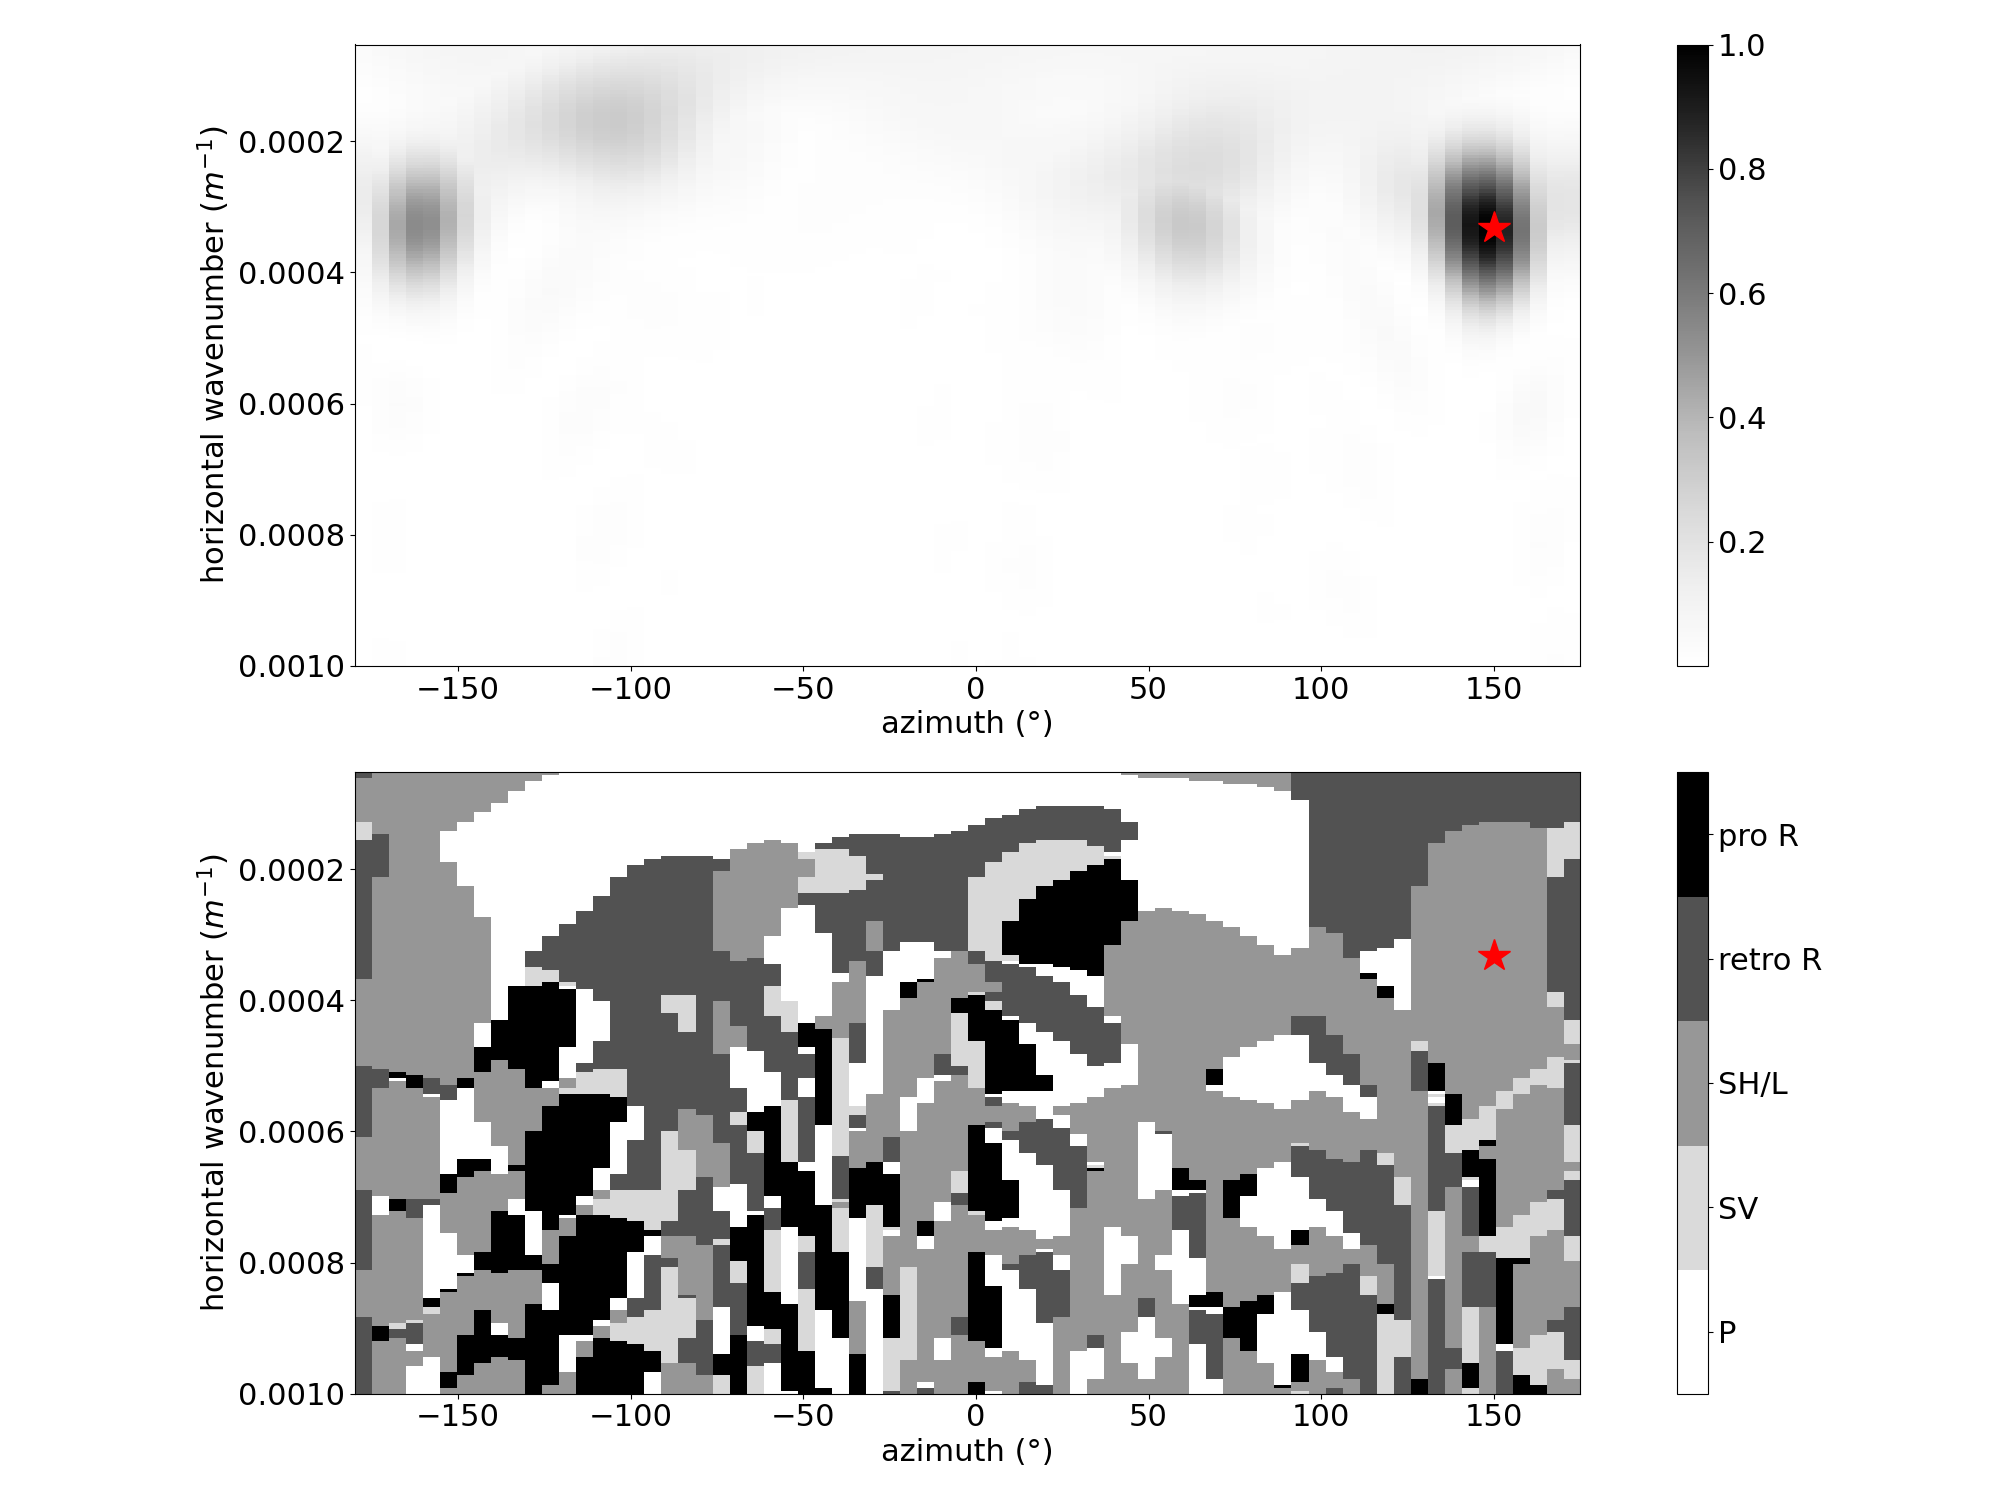 1.0
0.8
0.6
0.4
0.2
horizontal wavenumber (m⁻¹)
0.0002
0.0004
0.0006
0.0008
0.0010
−150 −100 −50 0 50 100 150
azimuth (°)
pro R
retro R
SH/L
SV
P
horizontal wavenumber (m⁻¹)
0.0002
0.0004
0.0006
0.0008
0.0010
−150 −100 −50 0 50 100 150
azimuth (°)